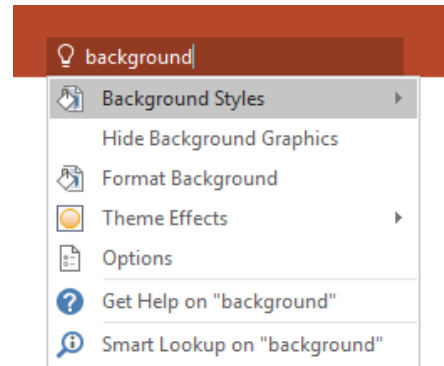 background
Background Styles
Hide Background Graphics
Format Background
Theme Effects
Options
Get Help on "background"
Smart Lookup on "background"